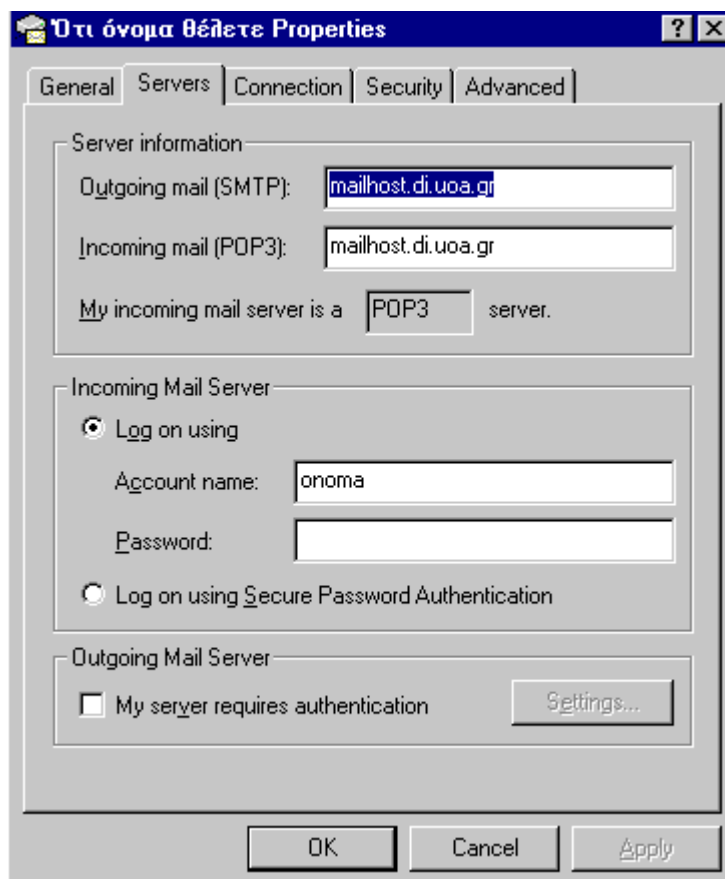 Ότι όνομα θέλετε Properties
General Servers Connection Security Advanced
Server information
Outgoing mail (SMTP): mailhost.di.uoa.gr
Incoming mail (POP3): mailhost.di.uoa.gr
My incoming mail server is a POP3 server.
Incoming Mail Server
Log on using
Account name: onoma
Password:
Log on using Secure Password Authentication
Outgoing Mail Server
My server requires authentication Settings...
OK Cancel Apply